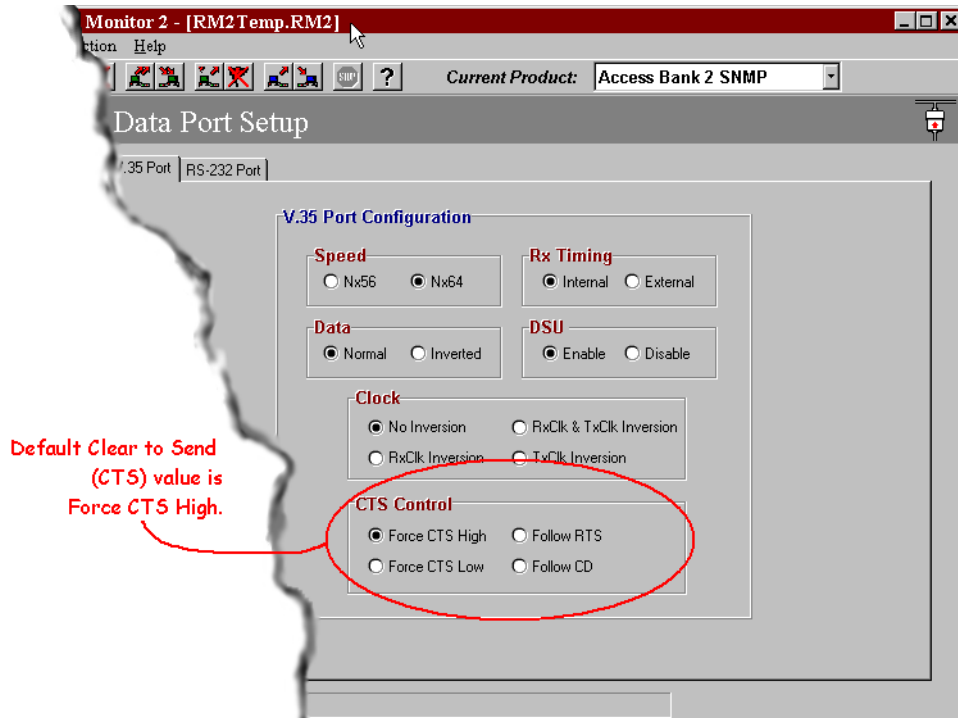 Monitor 2 - [RM2Temp.RM2]
ction Help
STOP ? Current Product: Access Bank 2 SNMP
Data Port Setup
.35 Port RS-232 Port
V.35 Port Configuration
Speed
Nx56 Nx64
Rx Timing
Internal External
Data
Normal Inverted
DSU
Enable Disable
Clock
No Inversion RxClk & TxClk Inversion
RxClk Inversion TxClk Inversion
Default Clear to Send
(CTS) value is
Force CTS High.
CTS Control
Force CTS High Follow RTS
Force CTS Low Follow CD